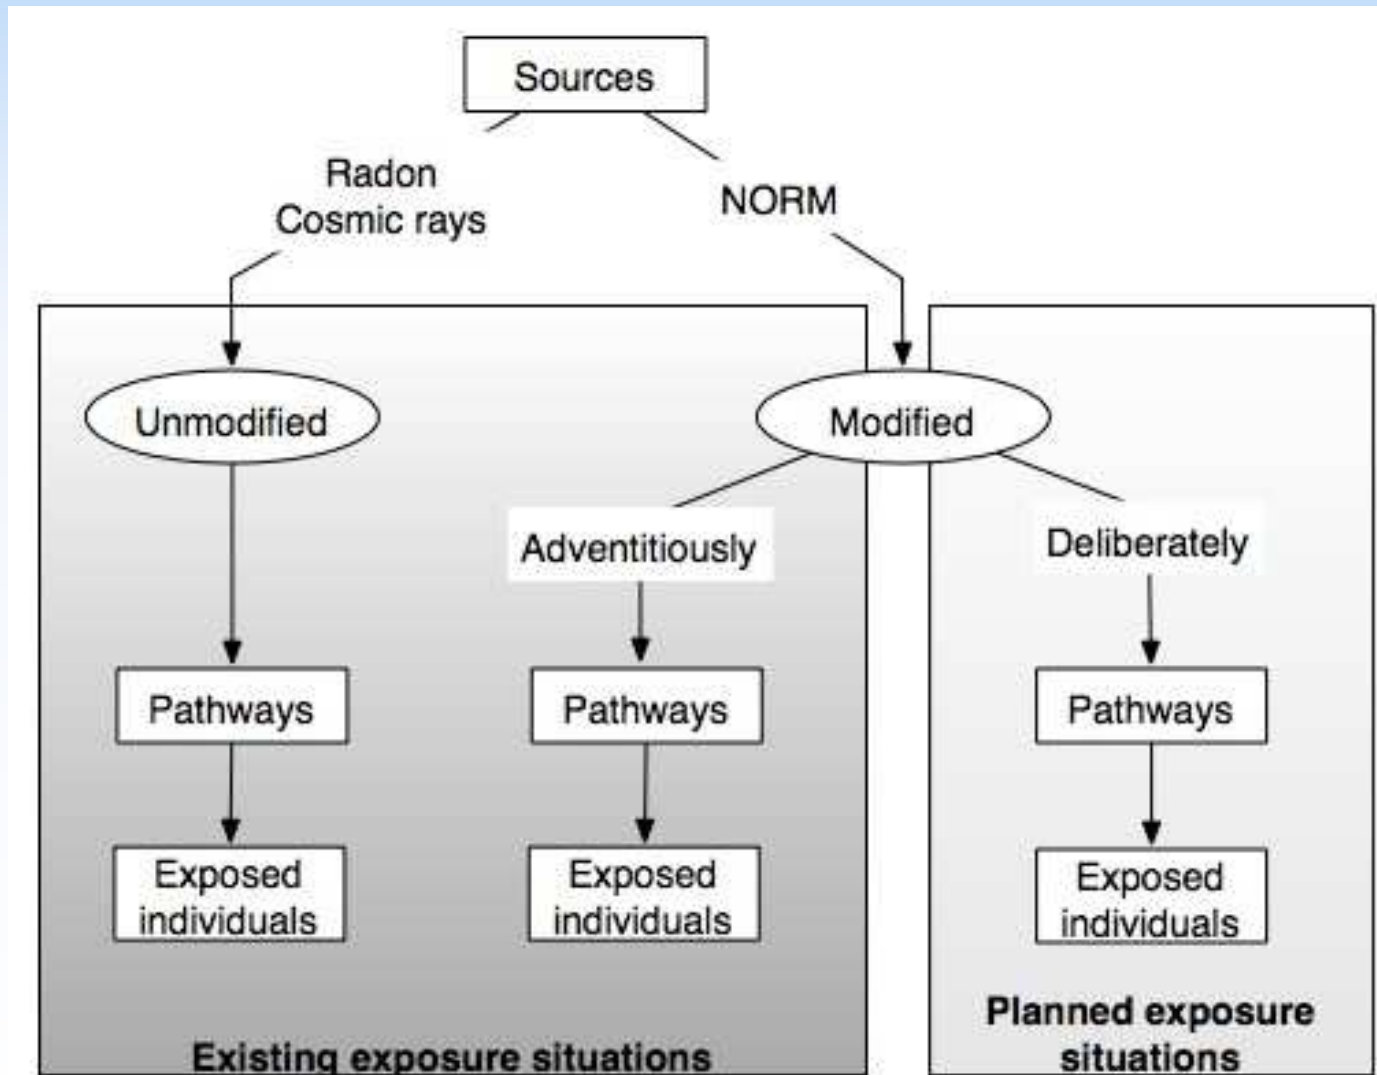 Sources
Radon
Cosmic rays
NORM
Unmodified
Modified
Adventitiously
Deliberately
Pathways
Pathways
Pathways
Exposed
individuals
Exposed
individuals
Exposed
individuals
Existing exposure situations
Planned exposure
situations